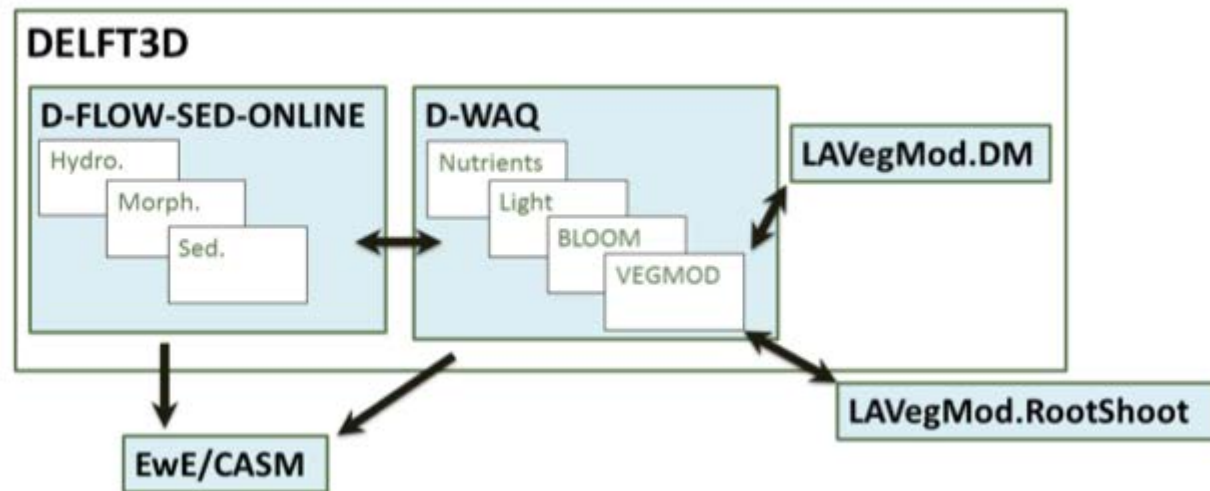 DELFT3D
D-FLOW-SED-ONLINE
Hydro.
Morph.
Sed.
D-WAQ
Nutrients
Light
BLOOM
VEGMOD
LAVegMod.DM
LAVegMod.RootShoot
EwE/CASM